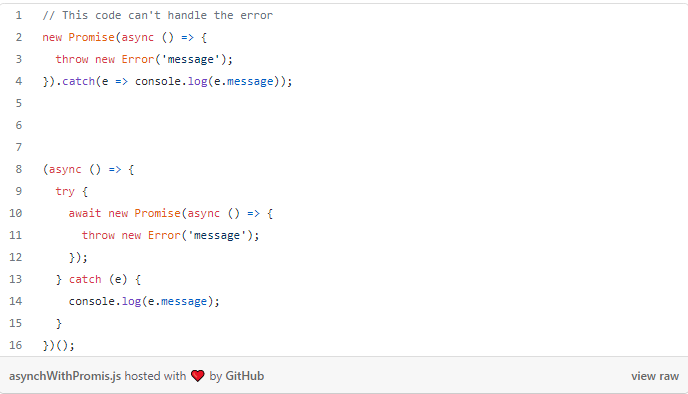 1 // This code can't handle the error
2 new Promise(async () => {
3   throw new Error('message');
4 }).catch(e => console.log(e.message));
5
6
7
8 (async () => {
9   try {
10     await new Promise(async () => {
11       throw new Error('message');
12     });
13   } catch (e) {
14     console.log(e.message);
15   }
16 })();
asynchWithPromis.js hosted with ❤ by GitHub view raw